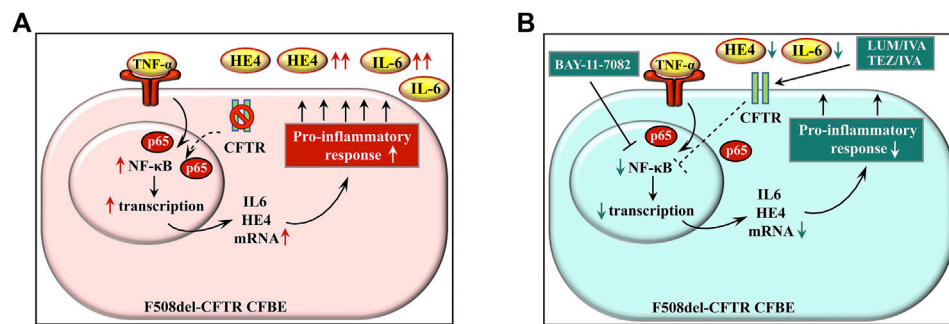 A
TNF-α
HE4
HE4
IL-6
IL-6
CFTR
Pro-inflammatory
response
p65
NF-κB
p65
transcription
IL6
HE4
mRNA
F508del-CFTR CFBE
B
BAY-11-7082
TNF-α
HE4
IL-6
LUM/IVA
TEZ/IVA
CFTR
Pro-inflammatory
response
p65
p65
NF-κB
transcription
IL6
HE4
mRNA
F508del-CFTR CFBE